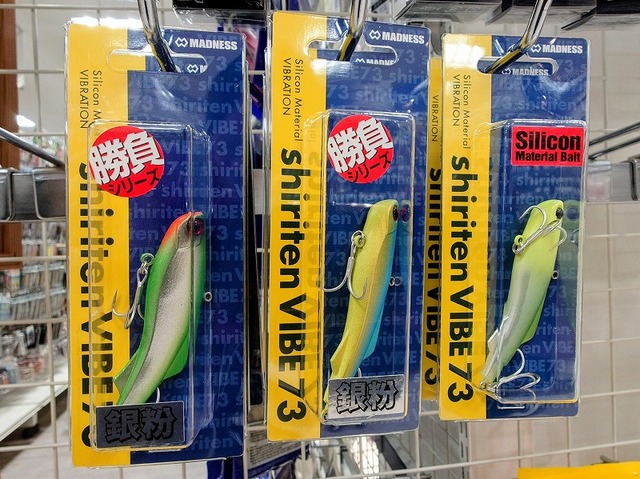 MADNESS
Silicon Material
VIBRATION
shiriten VIBE 73
勝負
シリーズ
銀粉
MADNESS
Silicon Material
VIBRATION
shiriten VIBE 73
勝負
シリーズ
銀粉
MADNESS
MADNESS
Silicon Material
VIBRATION
shiriten VIBE 73
Silicon
Material Bait
MADNESS